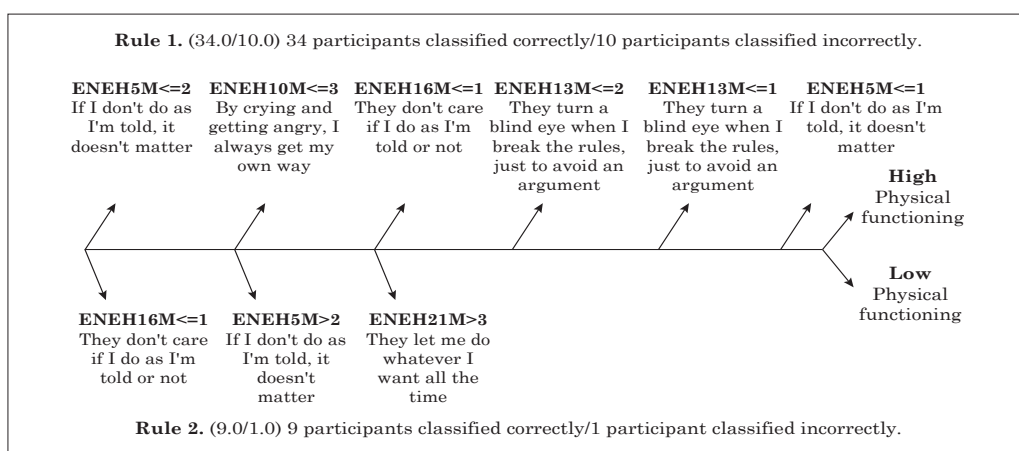 Rule 1. (34.0/10.0) 34 participants classified correctly/10 participants classified incorrectly.
ENEH5M<=2
If I don't do as
I'm told, it
doesn't matter
ENEH10M<=3
By crying and
getting angry, I
always get my
own way
ENEH16M<=1
They don't care
if I do as I'm
told or not
ENEH13M<=2
They turn a
blind eye when I
break the rules,
just to avoid an
argument
ENEH13M<=1
They turn a
blind eye when I
break the rules,
just to avoid an
argument
ENEH5M<=1
If I don't do as I'm
told, it doesn't
matter
High
Physical
functioning
Low
Physical
functioning
ENEH16M<=1
They don't care
if I do as I'm
told or not
ENEH5M>2
If I don't do as
I'm told, it
doesn't
matter
ENEH21M>3
They let me do
whatever I
want all the
time
Rule 2. (9.0/1.0) 9 participants classified correctly/1 participant classified incorrectly.